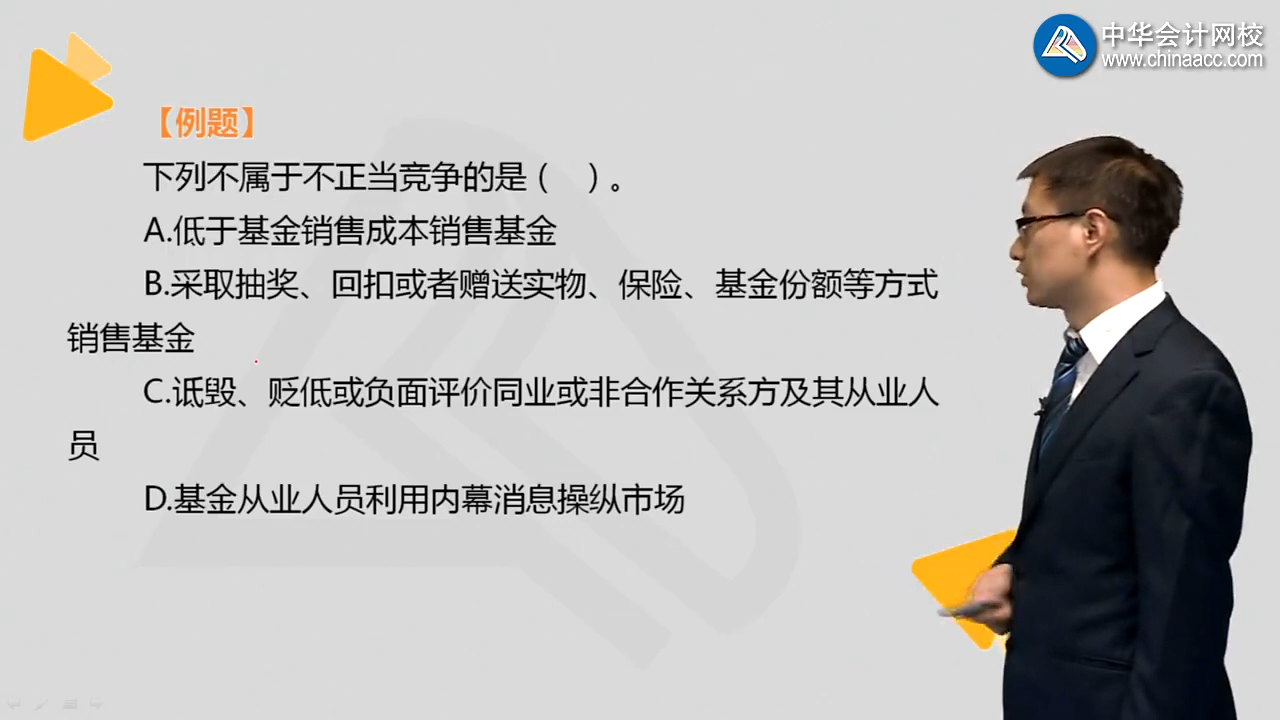 中华会计网校
www.chinaacc.com
【例题】
下列不属于不正当竞争的是（ ）。
A.低于基金销售成本销售基金
B.采取抽奖、回扣或者赠送实物、保险、基金份额等方式
销售基金
C.诋毁、贬低或负面评价同业或非合作关系方及其从业人
员
D.基金从业人员利用内幕消息操纵市场